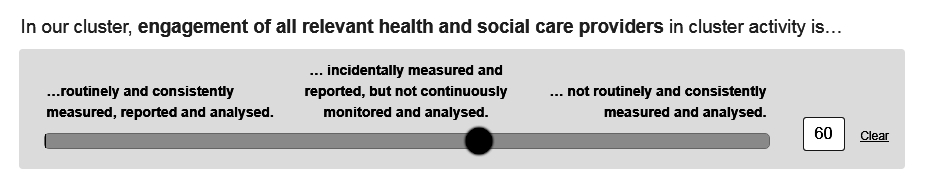 In our cluster, engagement of all relevant health and social care providers in cluster activity is…
…routinely and consistently
measured, reported and analysed.
… incidentally measured and
reported, but not continuously
monitored and analysed.
… not routinely and consistently
measured and analysed.
60
Clear